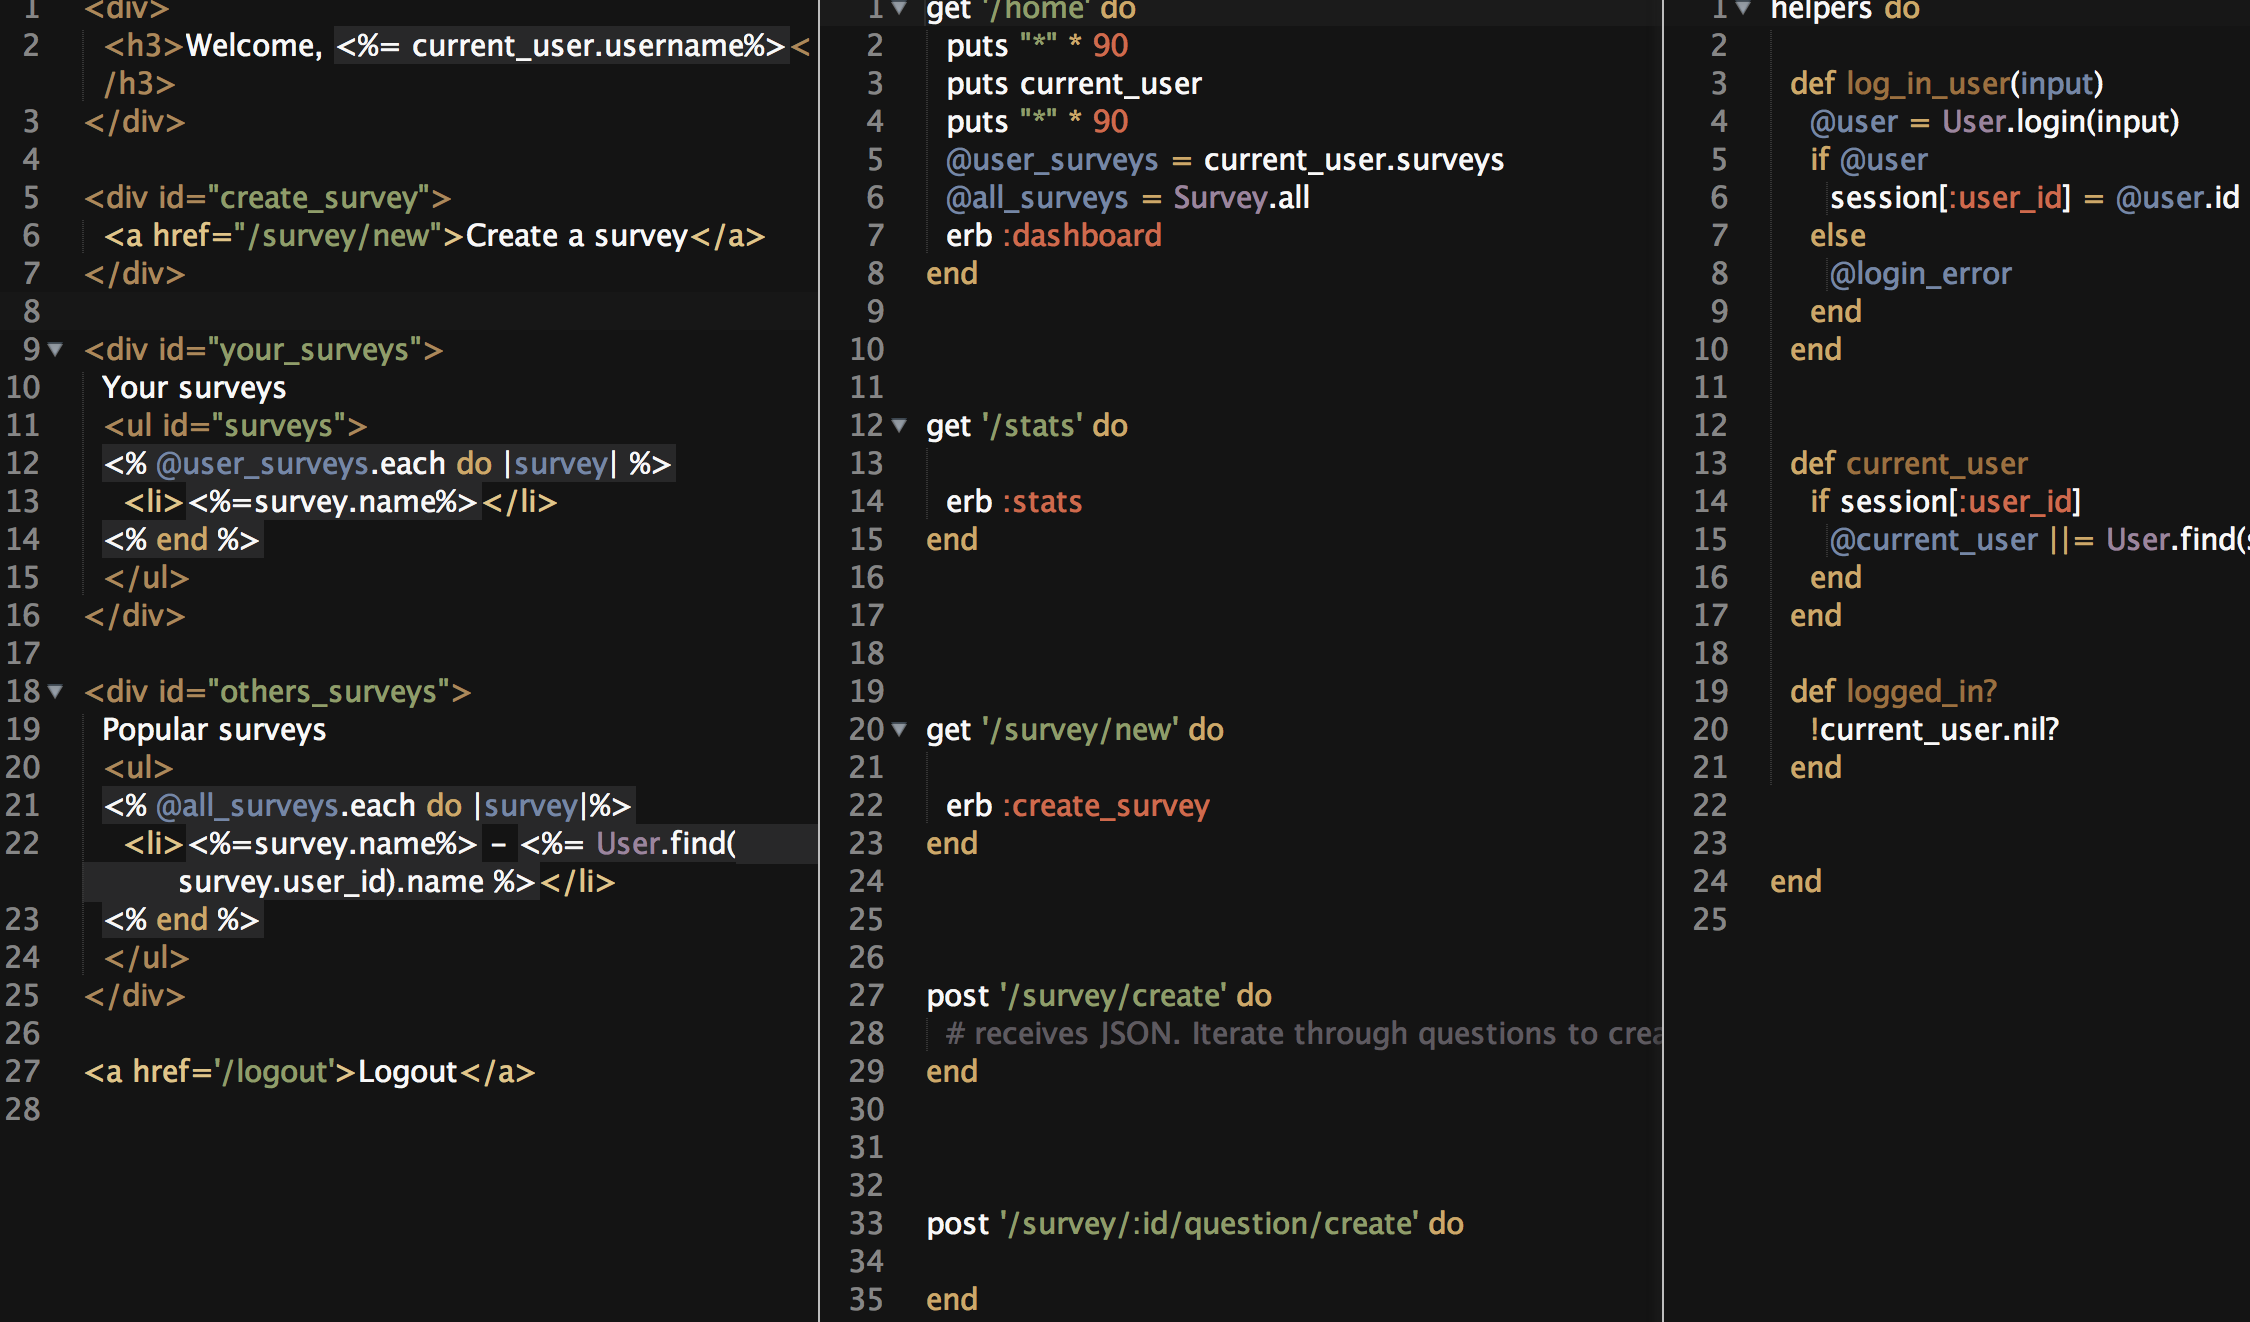 1 <div>
2 <h3>Welcome, <%= current_user.username%><
/h3>
3 </div>
4
5 <div id="create_survey">
6 <a href="/survey/new">Create a survey</a>
7 </div>
8
9 <div id="your_surveys">
10 Your surveys
11 <ul id="surveys">
12 <% @user_surveys.each do |survey| %>
13 <li><%=survey.name%></li>
14 <% end %>
15 </ul>
16 </div>
17
18 <div id="others_surveys">
19 Popular surveys
20 <ul>
21 <% @all_surveys.each do |survey|%>
22 <li><%=survey.name%> - <%= User.find(
survey.user_id).name %></li>
23 <% end %>
24 </ul>
25 </div>
26
27 <a href='/logout'>Logout</a>
28
1 get '/home' do
2 puts "*" * 90
3 puts current_user
4 puts "*" * 90
5 @user_surveys = current_user.surveys
6 @all_surveys = Survey.all
7 erb :dashboard
8 end
9
10
11
12 get '/stats' do
13
14 erb :stats
15 end
16
17
18
19
20 get '/survey/new' do
21
22 erb :create_survey
23 end
24
25
26
27 post '/survey/create' do
28 # receives JSON. Iterate through questions to crea
29 end
30
31
32
33 post '/survey/:id/question/create' do
34
35 end
1 helpers do
2
3 def log_in_user(input)
4 @user = User.login(input)
5 if @user
6 session[:user_id] = @user.id
7 else
8 @login_error
9 end
10 end
11
12
13 def current_user
14 if session[:user_id]
15 @current_user ||= User.find(s
16 end
17 end
18
19 def logged_in?
20 !current_user.nil?
21 end
22
23
24 end
25